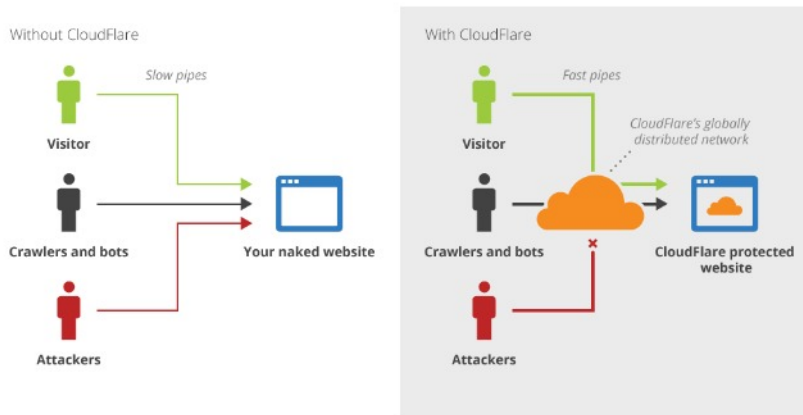 Without CloudFlare
Slow pipes
Visitor
Crawlers and bots
Your naked website
Attackers
With CloudFlare
Fast pipes
CloudFlare's globally
distributed network
Visitor
Crawlers and bots
CloudFlare protected
website
Attackers